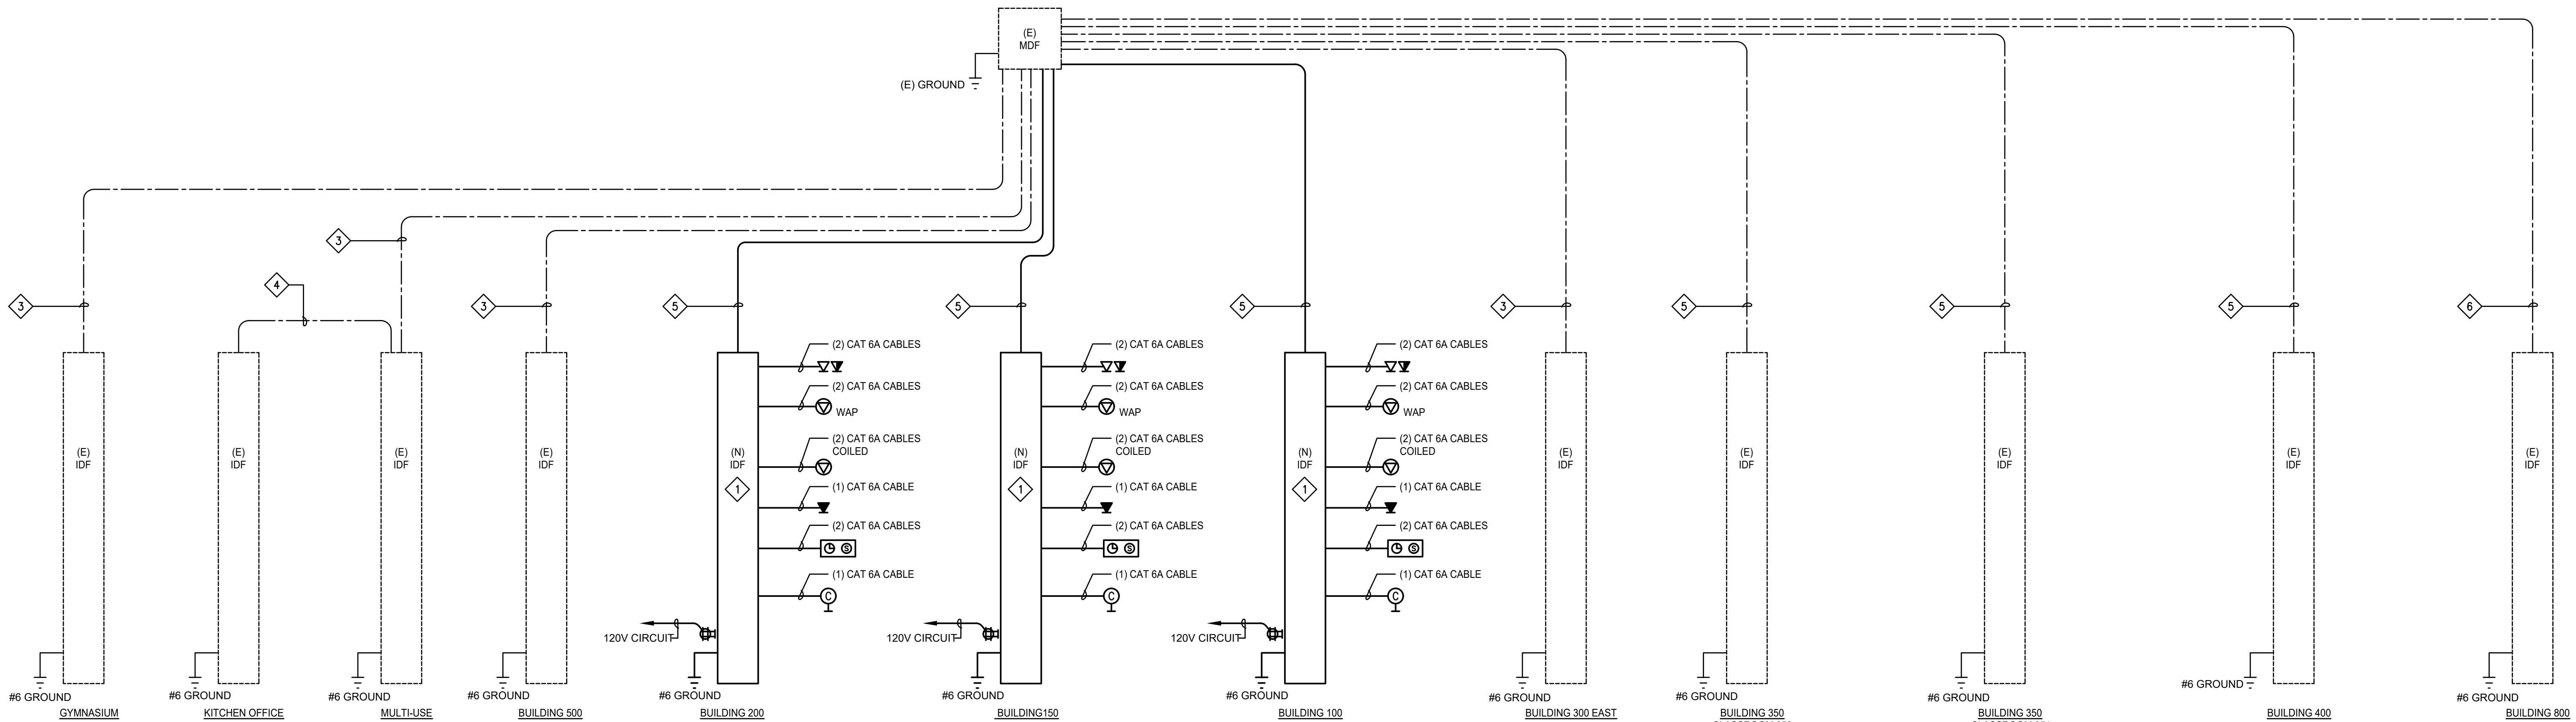 (E)
MDF
(E) GROUND
3
4
3
3
5
5
5
3
5
5
5
6
(2) CAT 6A CABLES
(2) CAT 6A CABLES
WAP
(2) CAT 6A CABLES
COILED
(1) CAT 6A CABLE
(2) CAT 6A CABLES
S
(1) CAT 6A CABLE
C
(2) CAT 6A CABLES
(2) CAT 6A CABLES
WAP
(2) CAT 6A CABLES
COILED
(1) CAT 6A CABLE
(2) CAT 6A CABLES
S
(1) CAT 6A CABLE
C
(2) CAT 6A CABLES
(2) CAT 6A CABLES
WAP
(2) CAT 6A CABLES
COILED
(1) CAT 6A CABLE
(2) CAT 6A CABLES
S
(1) CAT 6A CABLE
C
(E)
IDF
(E)
IDF
(E)
IDF
(E)
IDF
(N)
IDF
1
(N)
IDF
1
(N)
IDF
1
(E)
IDF
(E)
IDF
(E)
IDF
(E)
IDF
(E)
IDF
120V CIRCUIT
120V CIRCUIT
120V CIRCUIT
#6 GROUND
#6 GROUND
#6 GROUND
#6 GROUND
#6 GROUND
#6 GROUND
#6 GROUND
#6 GROUND
#6 GROUND
#6 GROUND
#6 GROUND
#6 GROUND
GYMNASIUM
KITCHEN OFFICE
MULTI-USE
BUILDING 500
BUILDING 200
BUILDING150
BUILDING 100
BUILDING 300 EAST
BUILDING 350
BUILDING 350
BUILDING 400
BUILDING 800